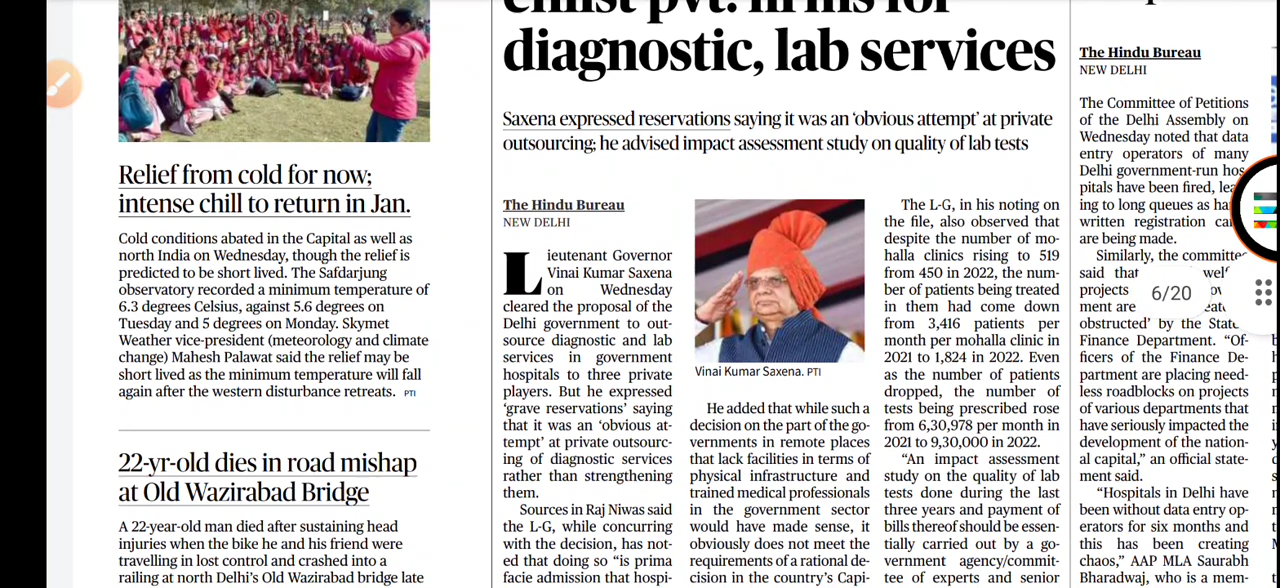 Relief from cold for now;
intense chill to return in Jan.
Cold conditions abated in the Capital as well as
north India on Wednesday, though the relief is
predicted to be short lived. The Safdarjung
observatory recorded a minimum temperature of
6.3 degrees Celsius, against 5.6 degrees on
Tuesday and 5 degrees on Monday. Skymet
Weather vice-president (meteorology and climate
change) Mahesh Palawat said the relief may be
short lived as the minimum temperature will fall
again after the western disturbance retreats. PTI
22-yr-old dies in road mishap
at Old Wazirabad Bridge
A 22-year-old man died after sustaining head
injuries when the bike he and his friend were
travelling in lost control and crashed into a
railing at north Delhi's Old Wazirabad bridge late
enlist pvt. firms for
diagnostic, lab services
Saxena expressed reservations saying it was an 'obvious attempt' at private
outsourcing; he advised impact assessment study on quality of lab tests
The Hindu Bureau
NEW DELHI
Lieutenant Governor
Vinai Kumar Saxena
on Wednesday
cleared the proposal of the
Delhi government to out-
source diagnostic and lab
services in government
hospitals to three private
players. But he expressed
'grave reservations' saying
that it was an 'obvious at-
tempt' at private outsourc-
ing of diagnostic services
rather than strengthening
them.
Sources in Raj Niwas said
the L-G, while concurring
with the decision, has not-
ed that doing so "is prima
facie admission that hospi-
Vinai Kumar Saxena. PTI
He added that while such a
decision on the part of the go-
vernments in remote places
that lack facilities in terms of
physical infrastructure and
trained medical professionals
in the government sector
would have made sense, it
obviously does not meet the
requirements of a rational de-
cision in the country's Capi-
The L-G, in his noting on
the file, also observed that
despite the number of mo-
halla clinics rising to 519
from 450 in 2022, the num-
ber of patients being treated
in them had come down
from 3,416 patients per
month per mohalla clinic in
2021 to 1,824 in 2022. Even
as the number of patients
dropped, the number of
tests being prescribed rose
from 6,30,978 per month in
2021 to 9,30,000 in 2022.
"An impact assessment
study on the quality of lab
tests done during the last
three years and payment of
bills thereof should be essen-
tially carried out by a go-
vernment agency/commit-
tee of experts and senior
The Hindu Bureau
NEW DELHI
The Committee of Petitions
of the Delhi Assembly on
Wednesday noted that data
entry operators of many
Delhi government-run hos-
pitals have been fired, lea
ing to long queues as ha
written registration ca
are being made.
Similarly, the committee
said that welf
projects
ment are
obstructed' by the State
Finance Department. "Of-
ficers of the Finance De-
partment are placing need-
less roadblocks on projects
of various departments that
have seriously impacted the
development of the nation-
al capital," an official state-
ment said.
"Hospitals in Delhi have
been without data entry op-
erators for six months and
this has been creating
chaos," AAP MLA Saurabh
Bharadwaj, who is a mem-
6/20